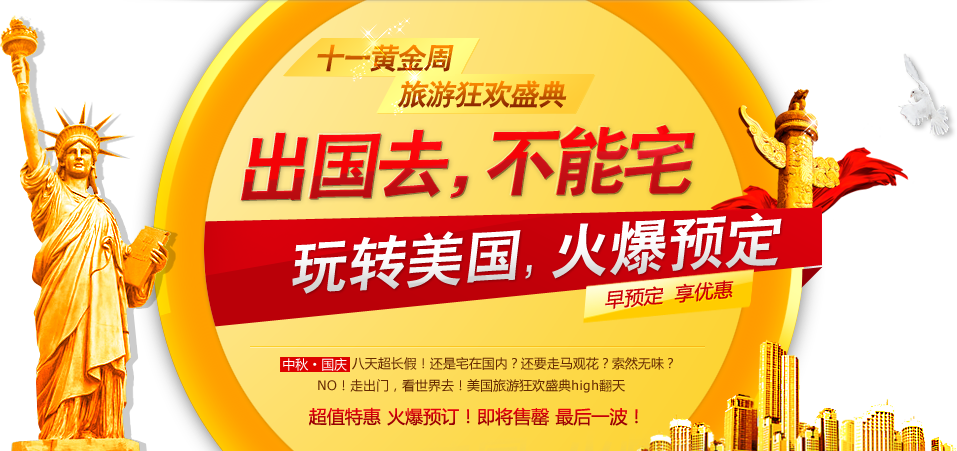 十一黄金周
旅游狂欢盛典
出国去，不能宅
玩转美国，火爆预定
早预定 享优惠
中秋·国庆 八天超长假！还是宅在国内？还要走马观花？索然无味？
NO！走出门，看世界去！美国旅游狂欢盛典high翻天
超值特惠 火爆预订！即将售罄 最后一波！